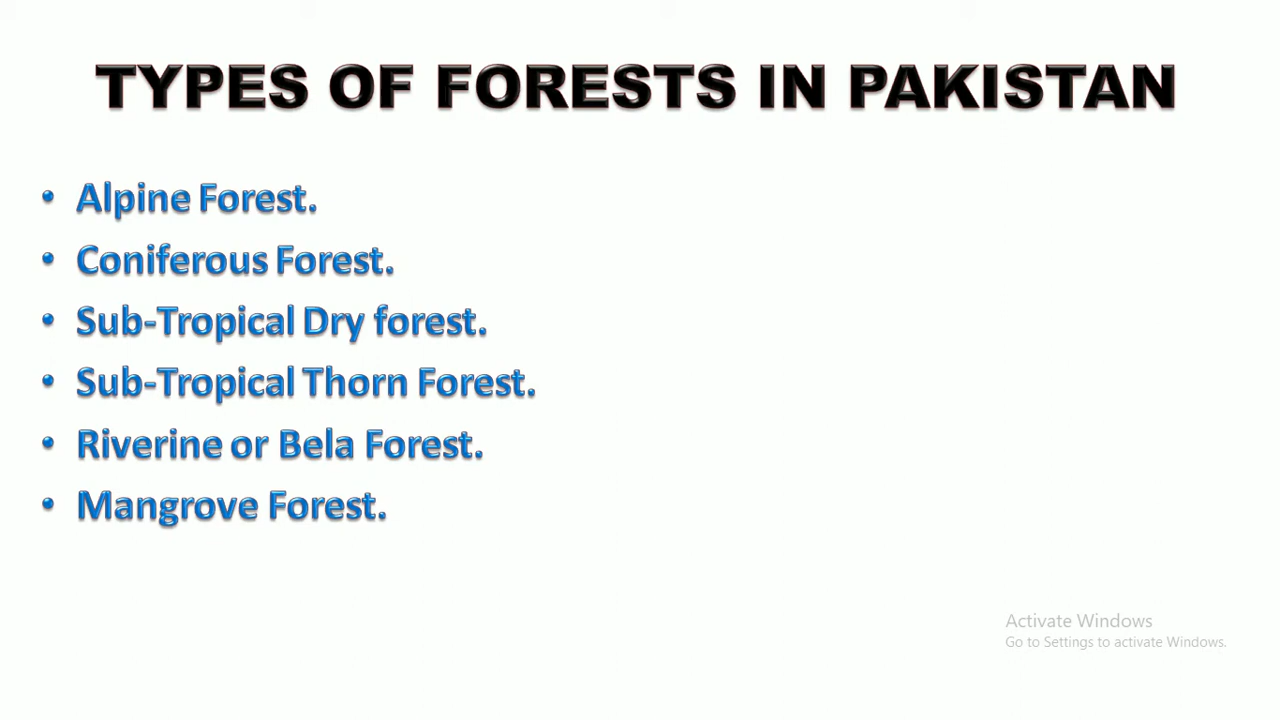 TYPES OF FORESTS IN PAKISTAN
• Alpine Forest.
• Coniferous Forest.
• Sub-Tropical Dry forest.
• Sub-Tropical Thorn Forest.
• Riverine or Bela Forest.
• Mangrove Forest.
Activate Windows
Go to Settings to activate Windows.